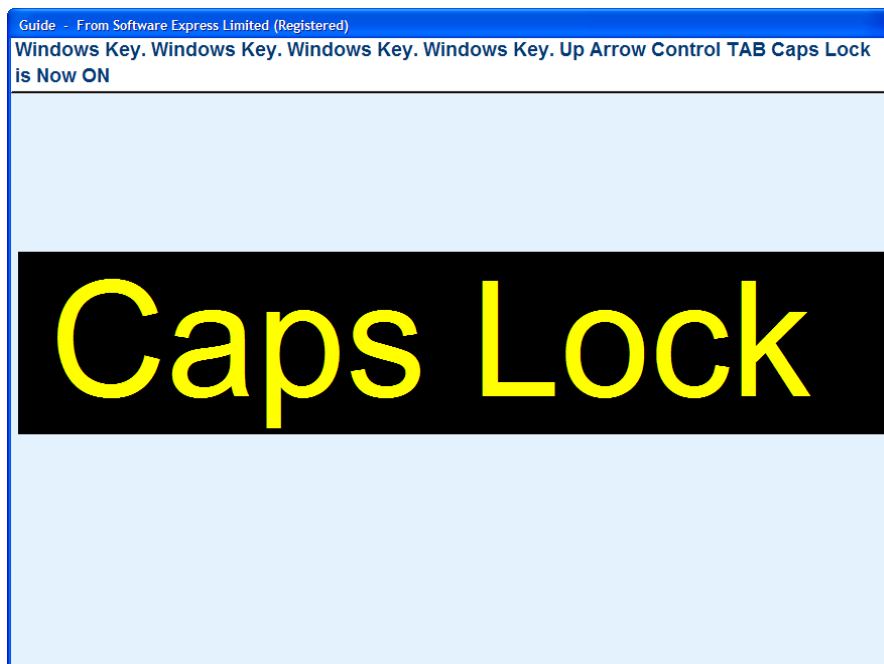 Guide - From Software Express Limited (Registered)
Windows Key. Windows Key. Windows Key. Windows Key. Up Arrow Control TAB Caps Lock
is Now ON
Caps Lock